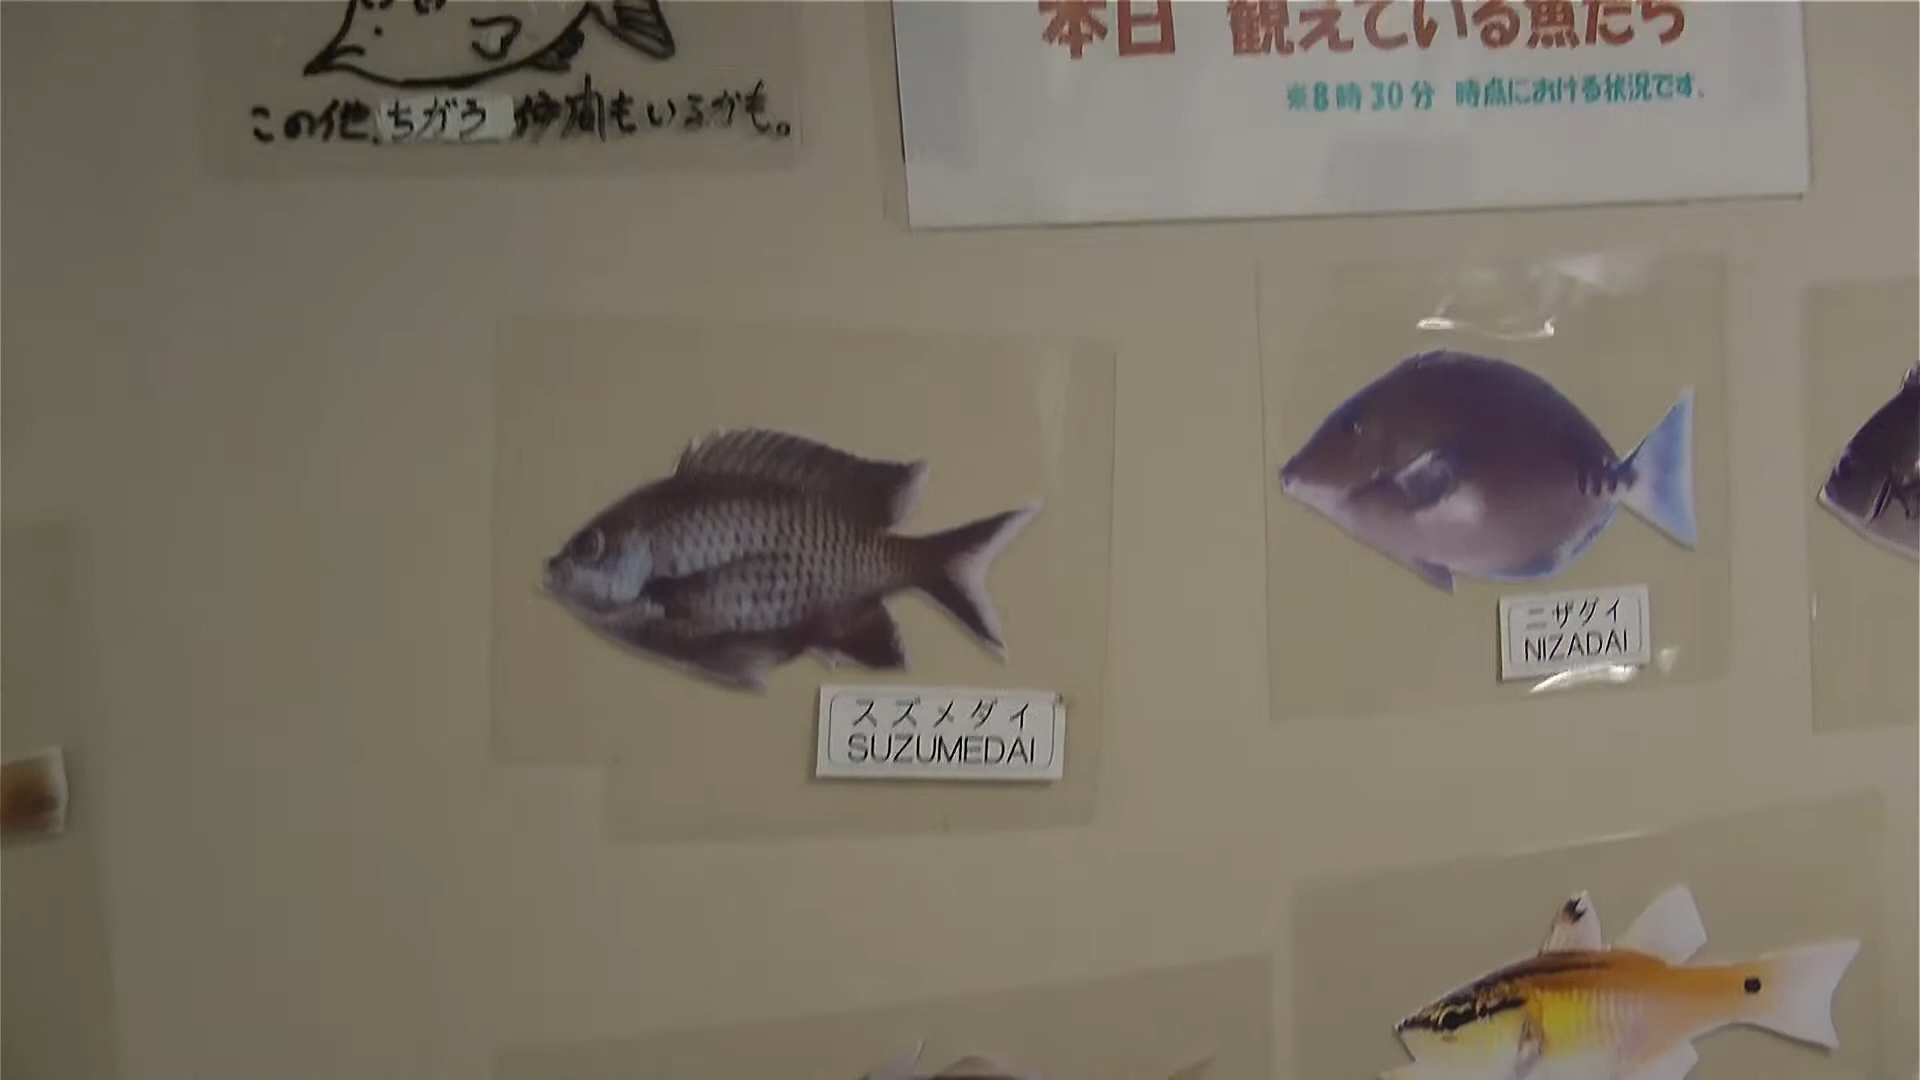 この他、ちがう仲間もいるかも。
本日 観えている魚たち
※8時30分 時点における状況です.
スズメダイ
SUZUMEDAI
ニザダイ
NIZADAI